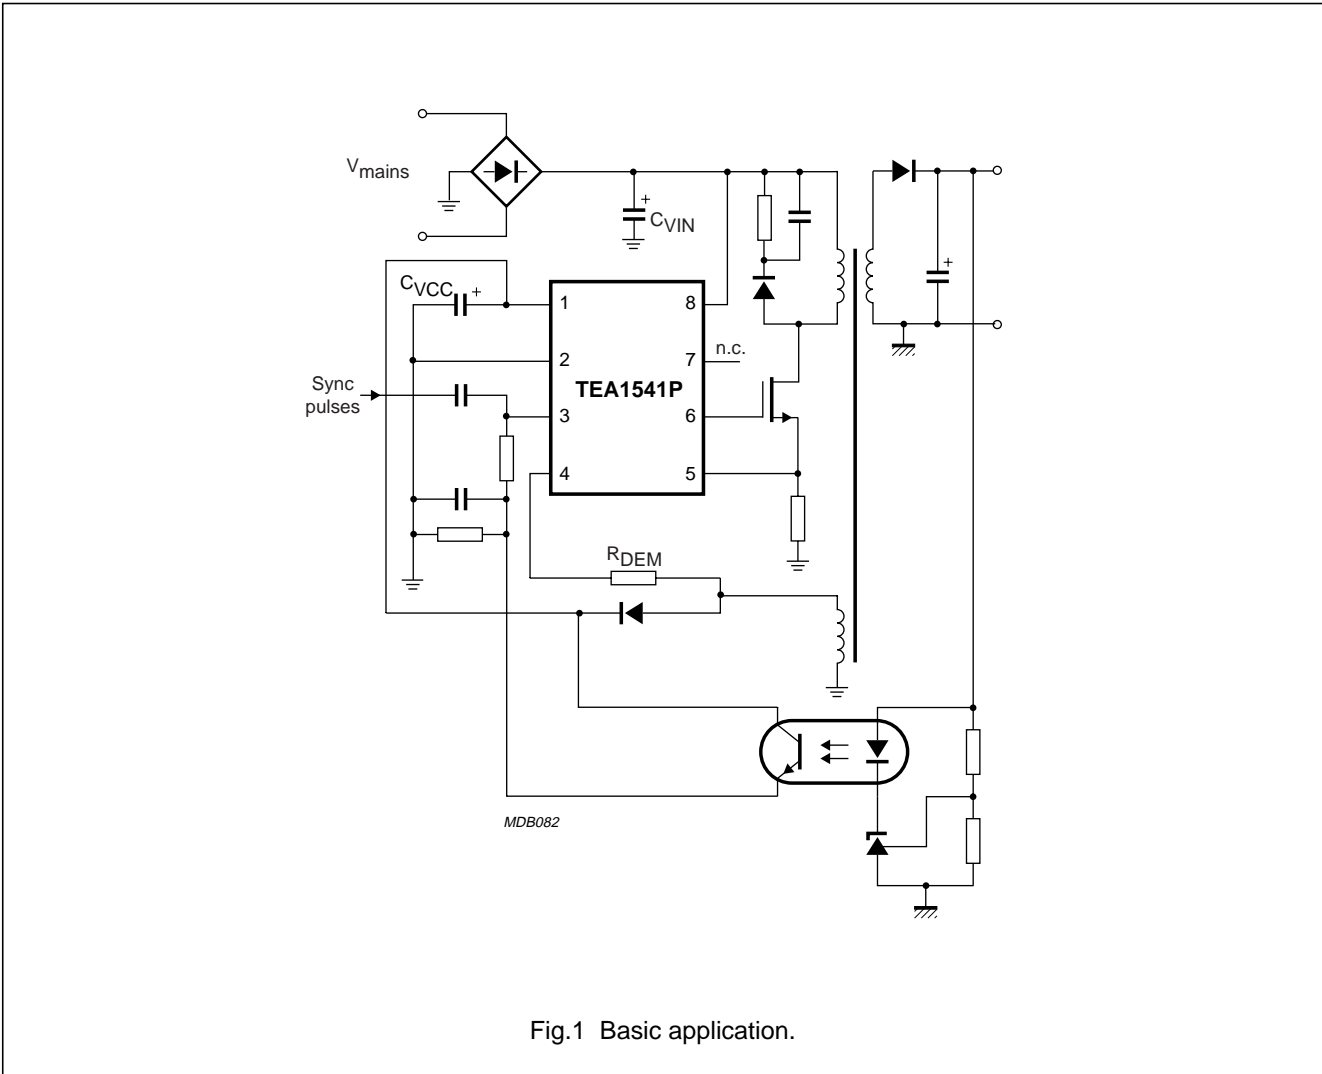 Vmains
CVIN
CVCC
+
+
+
1
8
2
7
n.c.
TEA1541P
Sync
pulses
3
6
4
5
RDEM
MDB082
Fig.1 Basic application.